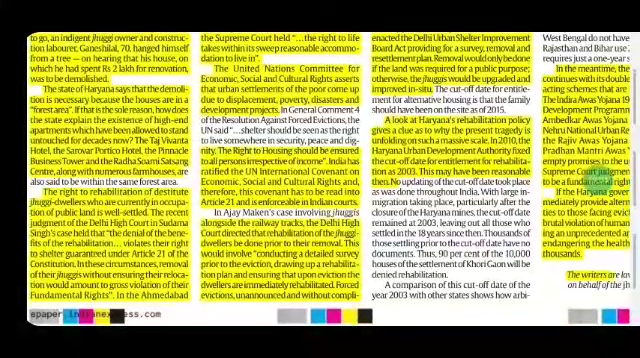 to go, an indigent jhuggi owner and construc-
tion labourer, Ganeshilal, 70, hanged himself
from a tree — on hearing that his house, on
which he had spent Rs 2 lakh for renovation,
was to be demolished.
The state of Haryana says that the demoli-
tion is necessary because the houses are in a
"forest area". If that is the sole reason, how does
the state explain the existence of high-end
apartments which have been allowed to stand
untouched for decades now? The Taj Vivanta
Hotel, the Sarovar Portico Hotel, the Pinnacle
Business Tower and the Radha Soami Satsang
Centre, along with numerous farmhouses, are
also said to be within the same forest area.
The right to rehabilitation of destitute
jhuggi-dwellers who are currently in occupa-
tion of public land is well-settled. The recent
judgment of the Delhi High Court in Sudama
Singh's case held that "the denial of the bene-
fits of the rehabilitation… violates their right
to shelter guaranteed under Article 21 of the
Constitution. In these circumstances, removal
of their jhuggis without ensuring their reloca-
tion would amount to gross violation of their
Fundamental Rights". In the Ahmedabad
the Supreme Court held "…the right to life
takes within its sweep reasonable accommo-
dation to live in".
The United Nations Committee for
Economic, Social and Cultural Rights asserts
that urban settlements of the poor come up
due to displacement, poverty, disasters and
development projects. In General Comment-4
of the Resolution Against Forced Evictions, the
UN said "…shelter should be seen as the right
to live somewhere in security, peace and dig-
nity. The Right to Housing should be ensured
to all persons irrespective of income". India has
ratified the UN International Covenant on
Economic, Social and Cultural Rights and,
therefore, this covenant has to be read into
Article 21 and is enforceable in Indian courts.
In Ajay Maken's case involving jhuggis
alongside the railway tracks, the Delhi High
Court directed that rehabilitation of the jhuggi-
dwellers be done prior to their removal. This
would involve "conducting a detailed survey
prior to the eviction, drawing up a rehabilita-
tion plan and ensuring that upon eviction the
dwellers are immediately rehabilitated. Forced
evictions, unannounced and without compli-
enacted the Delhi Urban Shelter Improvement
Board Act providing for a survey, removal and
resettlement plan. Removal would only be done
if the land was required for a public purpose;
otherwise, the jhuggis would be upgraded and
improved in-situ. The cut-off date for entitle-
ment for alternative housing is that the family
should have been on the site as of 2015.
A look at Haryana's rehabilitation policy
gives a clue as to why the present tragedy is
unfolding on such a massive scale. In 2010, the
Haryana Urban Development Authority fixed
the cut-off date for entitlement for rehabilita-
tion as 2003. This may have been reasonable
then. No updating of the cut-off date took place
as was done throughout India. With large in-
migration taking place, particularly after the
closure of the Haryana mines, the cut-off date
remained at 2003, leaving out all those who
settled in the 18 years since then. Thousands of
those settling prior to the cut-off date have no
documents. Thus, 90 per cent of the 10,000
houses of the settlement of Khori Gaon will be
denied rehabilitation.
A comparison of this cut-off date of the
year 2003 with other states shows how arbi-
West Bengal do not have
Rajasthan and Bihar use
requires just a one-year s
In the meantime, the
continues with its double
acting schemes that are
The Indira Awas Yojana 19
Development Programm
Ambedkar Awas Yojana
Nehru National Urban Re
the Rajiv Awas Yojana
Pradhan Mantri Awas
empty promises to the u
Supreme Court judgm
to be a fundamental righ
If the Haryana gover
mediately provide altern
ties to those facing evict
brutal violation of human
ing an unprecedented ar
endangering the health
thousands.
The writers are law
on behalf of the jh
epaper.indianexpress.com